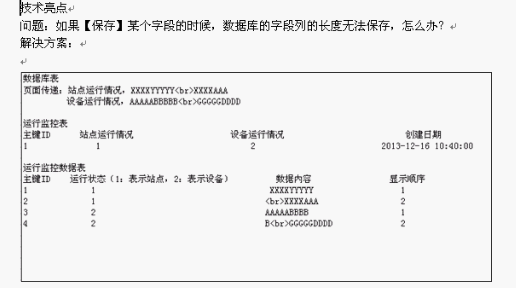 技术亮点
问题：如果【保存】某个字段的时候，数据库的字段列的长度无法保存，怎么办？
解决方案：
数据库表
页面传递：站点运行情况，XXXXYYYYY<br>XXXXAAA
设备运行情况，AAAAABBBBB<br>GGGGGDDDD
运行监控表
主键ID 站点运行情况 设备运行情况 创建日期
1 1 2 2013-12-16 10:40:00
运行监控数据表
主键ID 运行状态（1：表示站点，2：表示设备） 数据内容 显示顺序
1 1 XXXXYYYYY 1
2 1 <br>XXXXAAA 2
3 2 AAAAABBBB 1
4 2 B<br>GGGGGDDDD 2